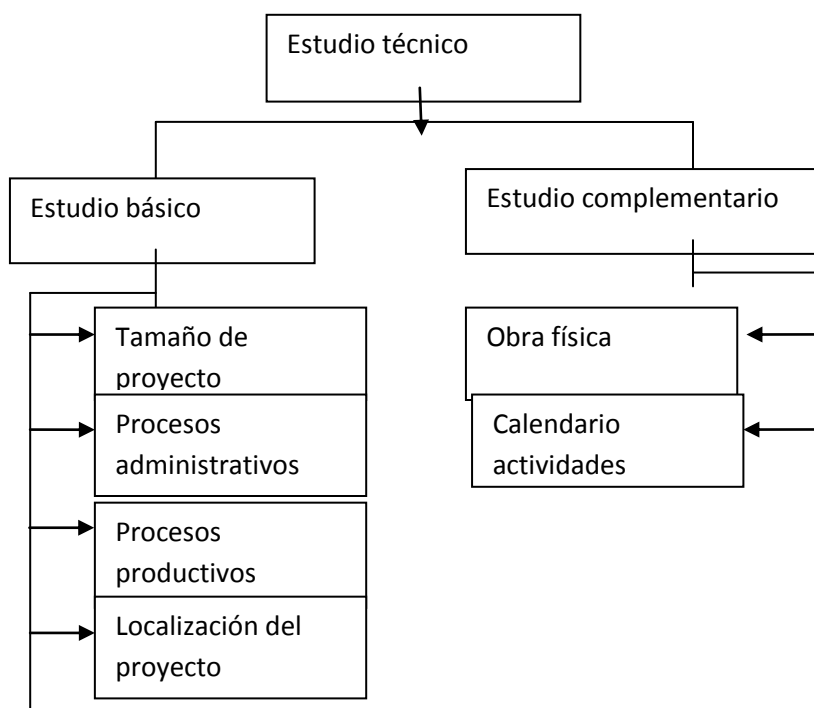 Estudio técnico
Estudio básico
Estudio complementario
Tamaño de
proyecto
Procesos
administrativos
Procesos
productivos
Localización del
proyecto
Obra física
Calendario
actividades